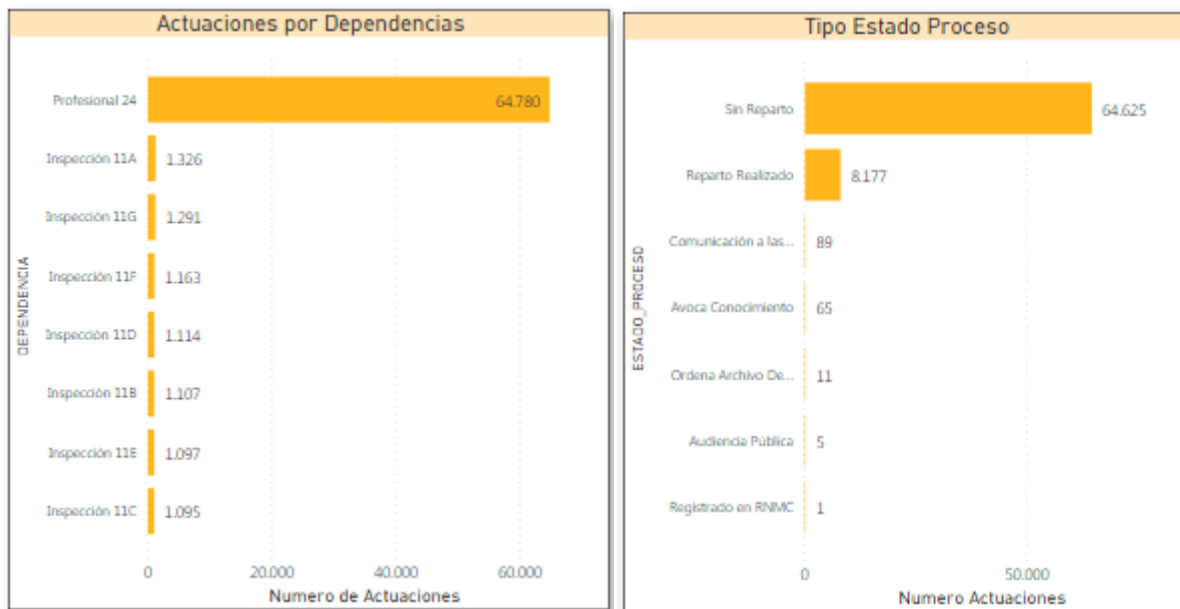 Actuaciones por Dependencias
DEPENDENCIA
Profesional 24
64.780
Inspección 11A
1.326
Inspección 11G
1.291
Inspección 11F
1.163
Inspección 11D
1.114
Inspección 11B
1.107
Inspección 11E
1.097
Inspección 11C
1.095
0
20.000
40.000
60.000
Numero de Actuaciones
Tipo Estado Proceso
ESTADO_PROCESO
Sin Reparto
64.625
Reparto Realizado
8.177
Comunicación a las...
89
Avoca Conocimiento
65
Ordena Archivo De...
11
Audiencia Pública
5
Registrado en RNMC
1
0
50.000
Numero Actuaciones